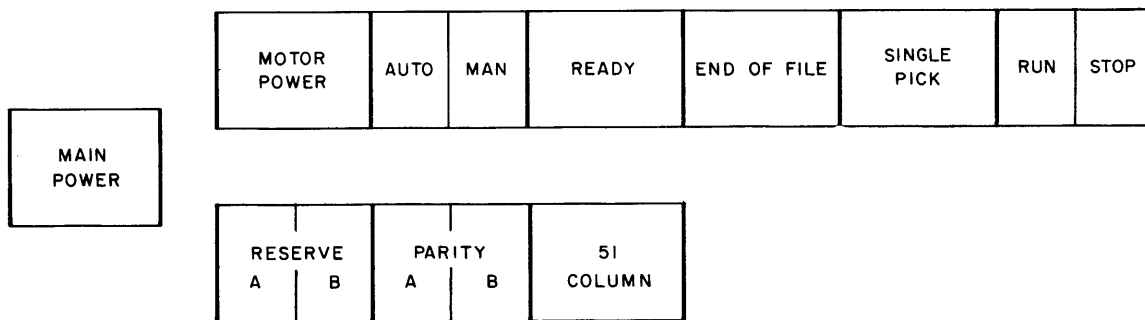 MOTOR
POWER
AUTO
MAN
READY
END OF FILE
SINGLE
PICK
RUN
STOP
MAIN
POWER
RESERVE
A B
PARITY
A B
51
COLUMN